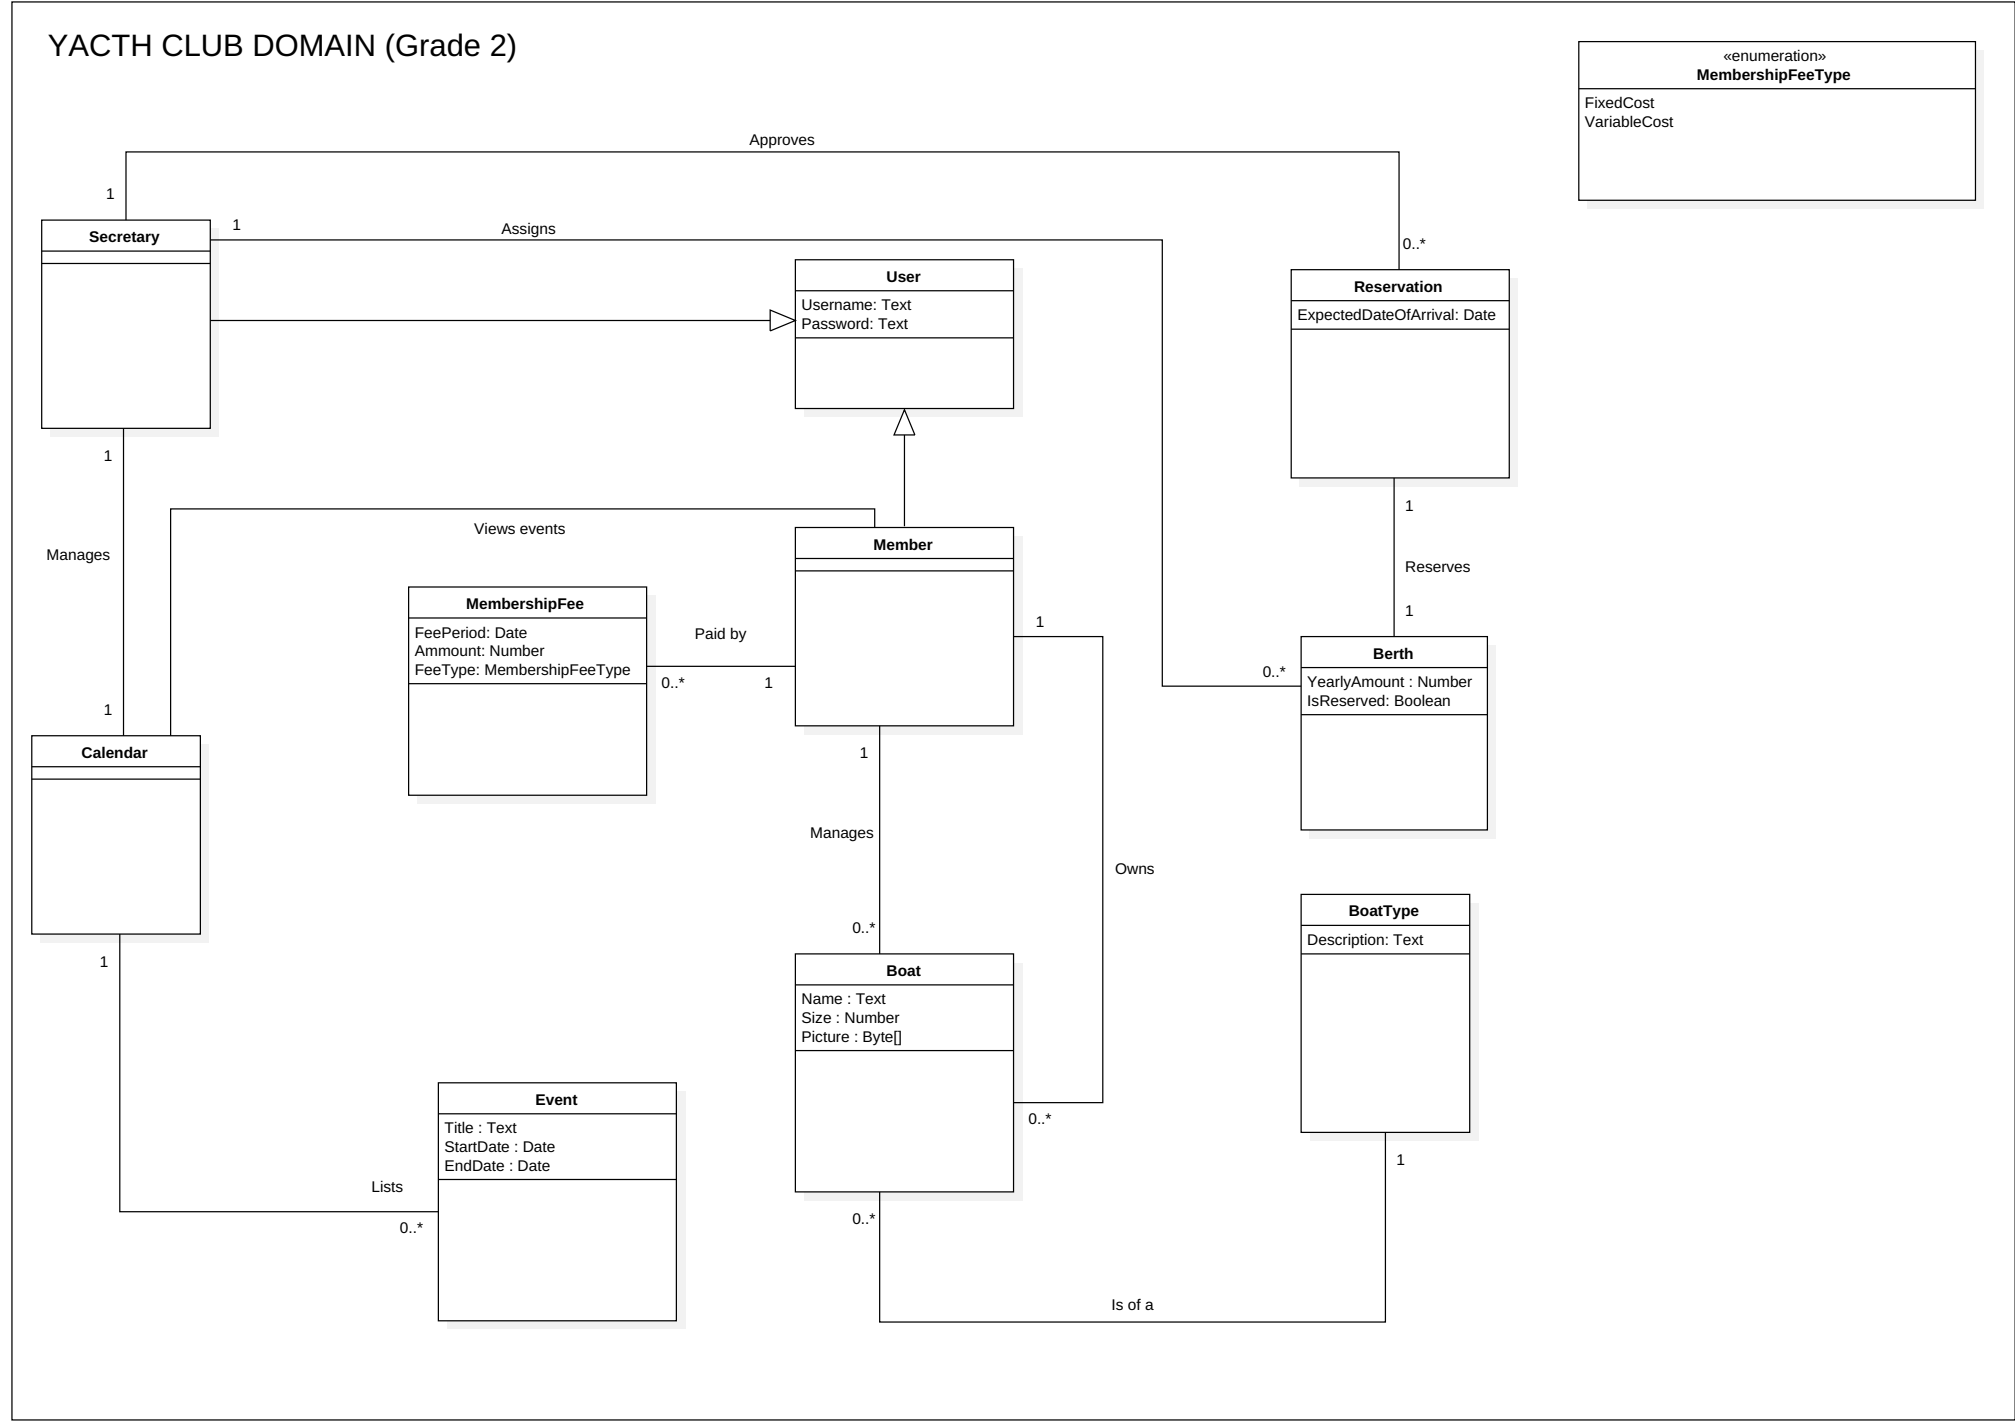 YACTH CLUB DOMAIN (Grade 2)
«enumeration»
MembershipFeeType
FixedCost
VariableCost
Approves
1
0..*
Secretary
1
Assigns
0..*
User
Username: Text
Password: Text
Reservation
ExpectedDateOfArrival: Date
1
Manages
1
Views events
Member
1
Reserves
1
MembershipFee
FeePeriod: Date
Ammount: Number
FeeType: MembershipFeeType
Paid by
0..*
1
1
Owns
0..*
Berth
YearlyAmount : Number
IsReserved: Boolean
Calendar
1
Manages
0..*
BoatType
Description: Text
1
Boat
Name : Text
Size : Number
Picture : Byte[]
1
Lists
0..*
Event
Title : Text
StartDate : Date
EndDate : Date
0..*
Is of a